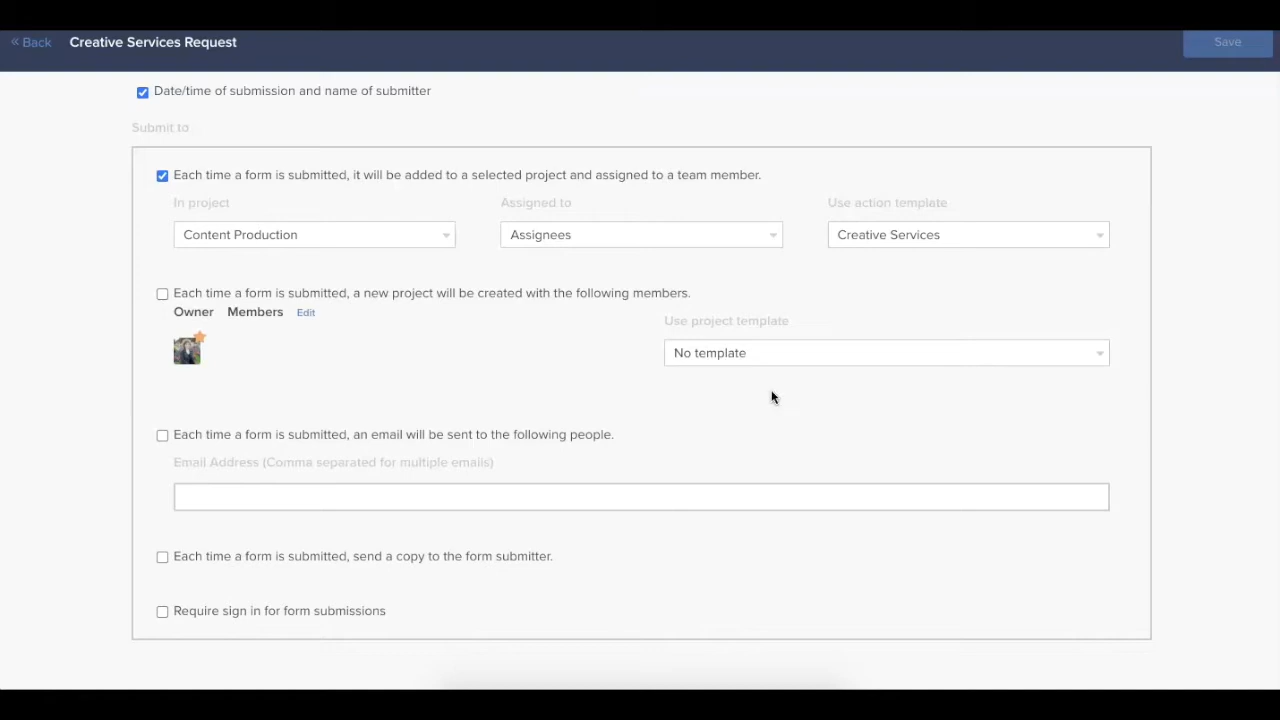 « Back Creative Services Request Save
Date/time of submission and name of submitter
Submit to
Each time a form is submitted, it will be added to a selected project and assigned to a team member.
In project Assigned to Use action template
Content Production Assignees Creative Services
Each time a form is submitted, a new project will be created with the following members.
Owner Members Edit
Use project template
No template
Each time a form is submitted, an email will be sent to the following people.
Email Address (Comma separated for multiple emails)
Each time a form is submitted, send a copy to the form submitter.
Require sign in for form submissions